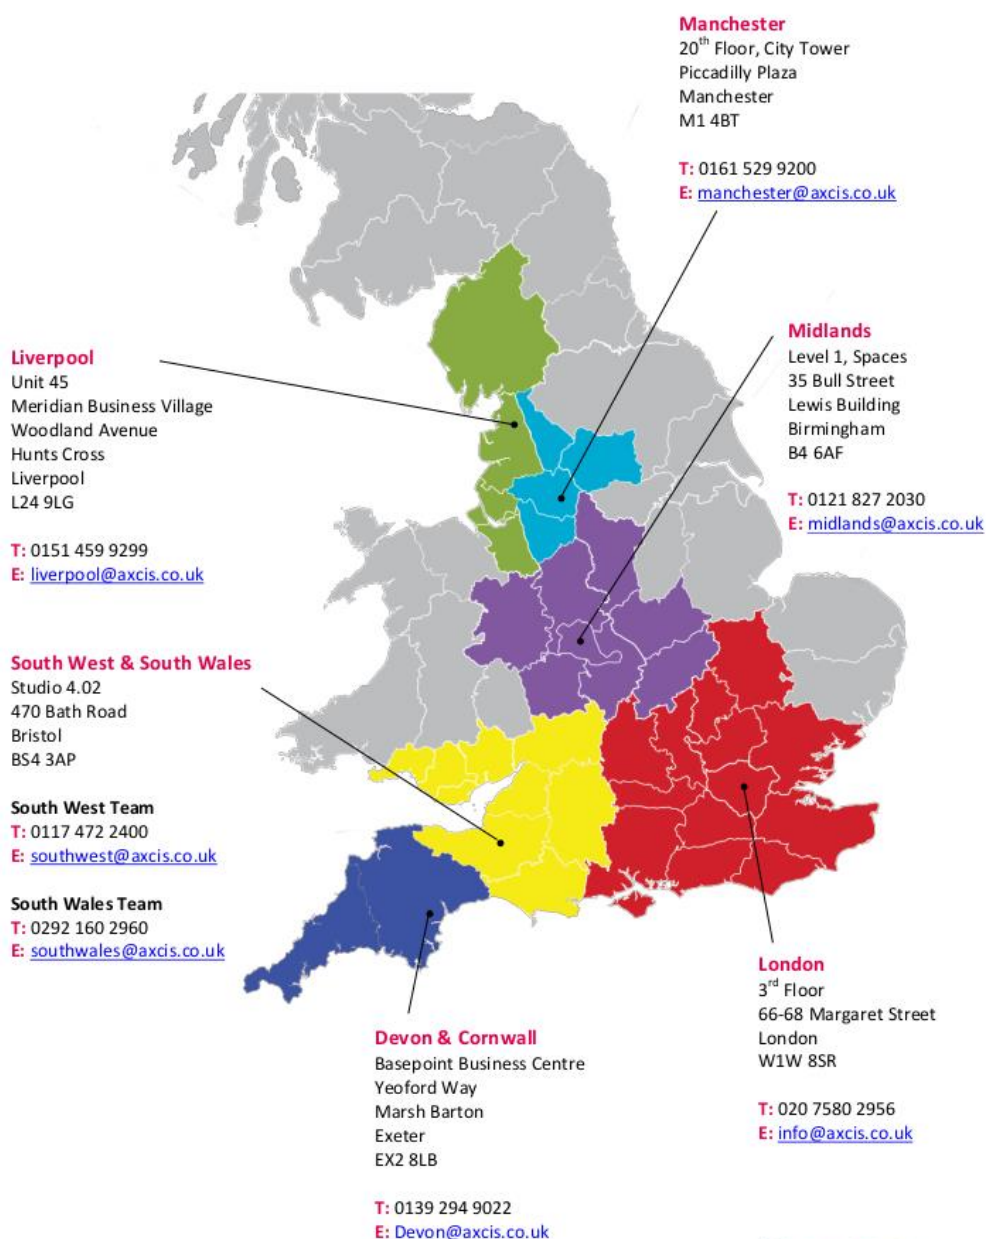 Manchester
20th Floor, City Tower
Piccadilly Plaza
Manchester
M1 4BT
T: 0161 529 9200
E: manchester@axcis.co.uk
Midlands
Level 1, Spaces
35 Bull Street
Lewis Building
Birmingham
B4 6AF
T: 0121 827 2030
E: midlands@axcis.co.uk
Liverpool
Unit 45
Meridian Business Village
Woodland Avenue
Hunts Cross
Liverpool
L24 9LG
T: 0151 459 9299
E: liverpool@axcis.co.uk
South West & South Wales
Studio 4.02
470 Bath Road
Bristol
BS4 3AP
South West Team
T: 0117 472 2400
E: southwest@axcis.co.uk
South Wales Team
T: 0292 160 2960
E: southwales@axcis.co.uk
London
3rd Floor
66-68 Margaret Street
London
W1W 8SR
T: 020 7580 2956
E: info@axcis.co.uk
Devon & Cornwall
Basepoint Business Centre
Yeoford Way
Marsh Barton
Exeter
EX2 8LB
T: 0139 294 9022
E: Devon@axcis.co.uk